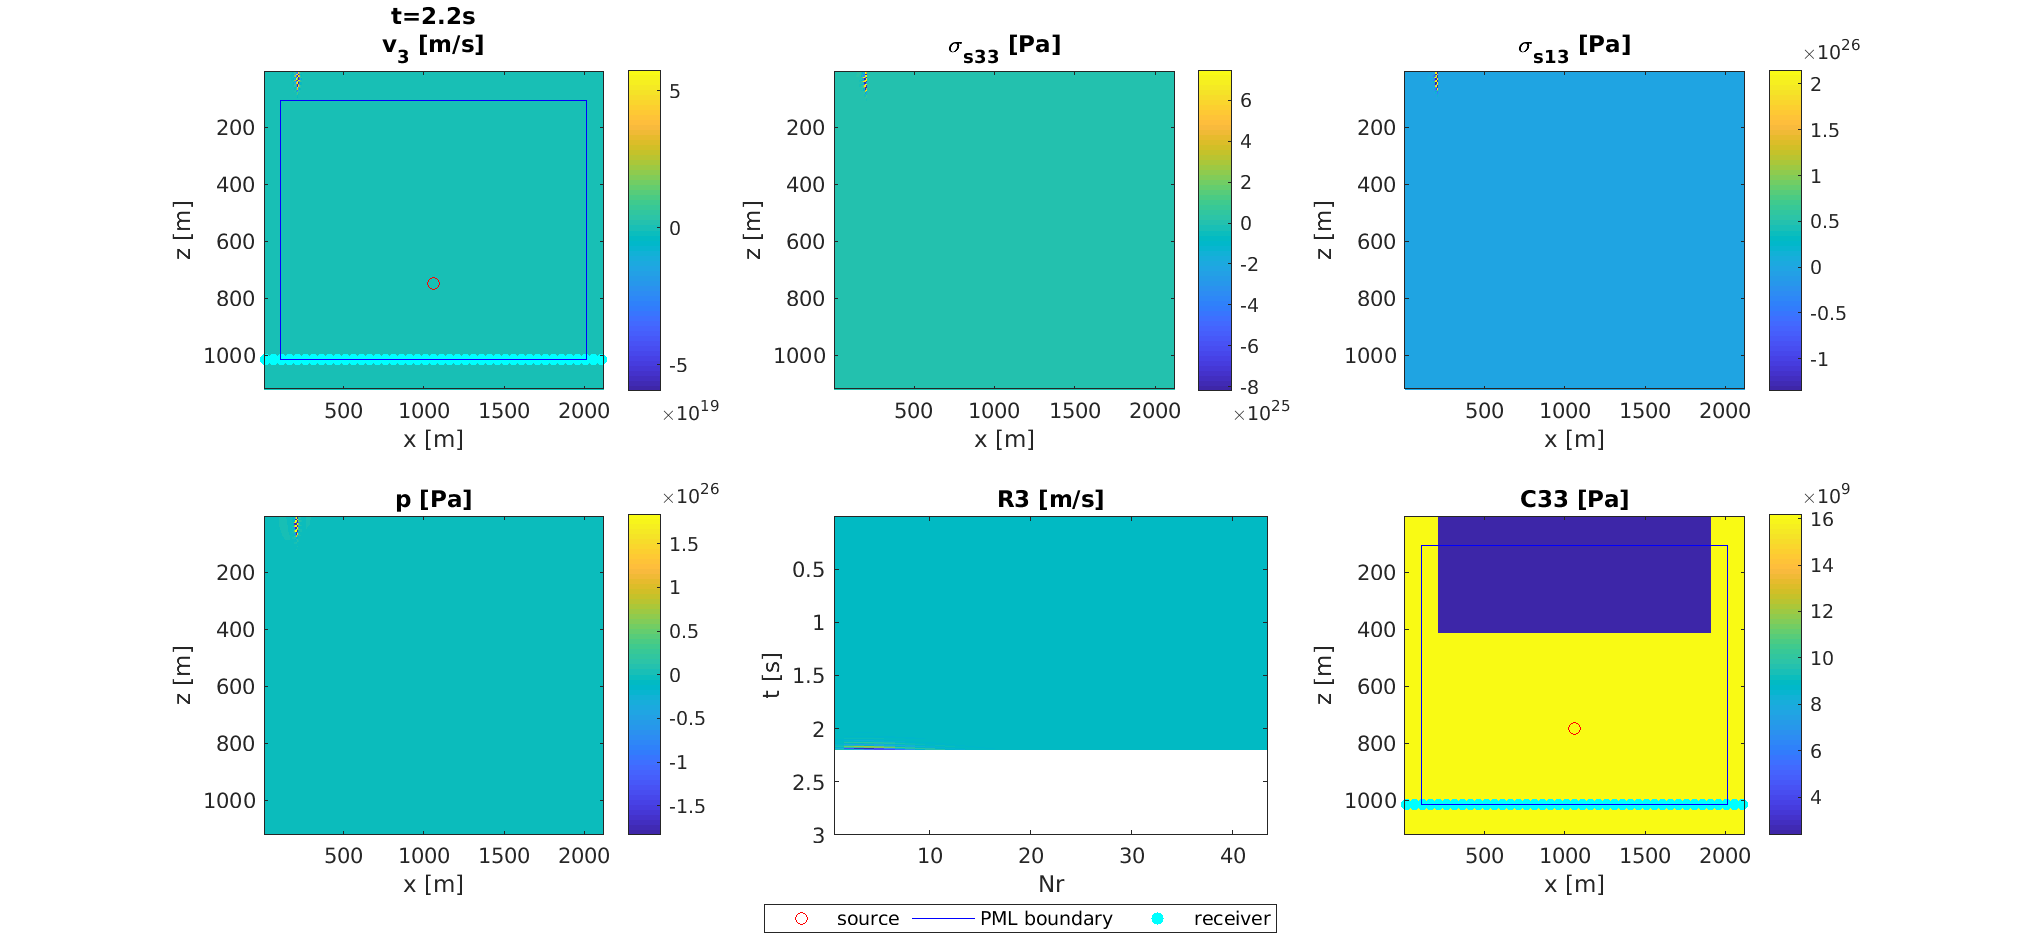 t=2.2s
v3 [m/s]
5
0
-5
×10^19
200
400
600
800
1000
z [m]
500 1000 1500 2000
x [m]
σs33 [Pa]
6
4
2
0
-2
-4
-6
-8
×10^25
200
400
600
800
1000
z [m]
500 1000 1500 2000
x [m]
σs13 [Pa]
×10^26
2
1.5
1
0.5
0
-0.5
-1
200
400
600
800
1000
z [m]
500 1000 1500 2000
x [m]
p [Pa]
×10^26
1.5
1
0.5
0
-0.5
-1
-1.5
200
400
600
800
1000
z [m]
500 1000 1500 2000
x [m]
R3 [m/s]
0.5
1
1.5
2
2.5
3
t [s]
10 20 30 40
Nr
C33 [Pa]
×10^9
16
14
12
10
8
6
4
200
400
600
800
1000
z [m]
500 1000 1500 2000
x [m]
source PML boundary receiver